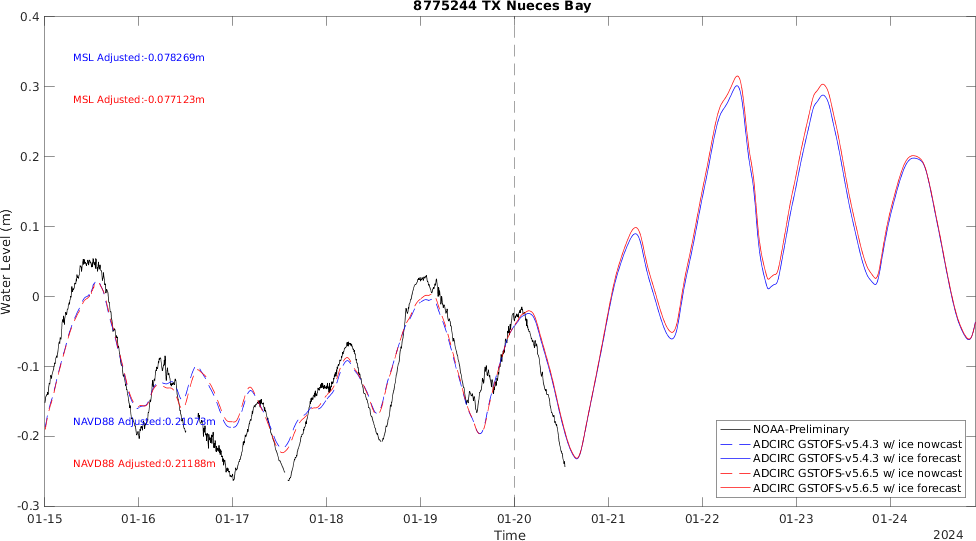 8775244 TX Nueces Bay
0.4
0.3
0.2
0.1
0
-0.1
-0.2
-0.3
Water Level (m)
MSL Adjusted:-0.078269m
MSL Adjusted:-0.077123m
NAVD88 Adjusted:0.21073m
NAVD88 Adjusted:0.21188m
NOAA-Preliminary
ADCIRC GSTOFS-v5.4.3 w/ ice nowcast
ADCIRC GSTOFS-v5.4.3 w/ ice forecast
ADCIRC GSTOFS-v5.6.5 w/ ice nowcast
ADCIRC GSTOFS-v5.6.5 w/ ice forecast
01-15 01-16 01-17 01-18 01-19 01-20 01-21 01-22 01-23 01-24
Time
2024